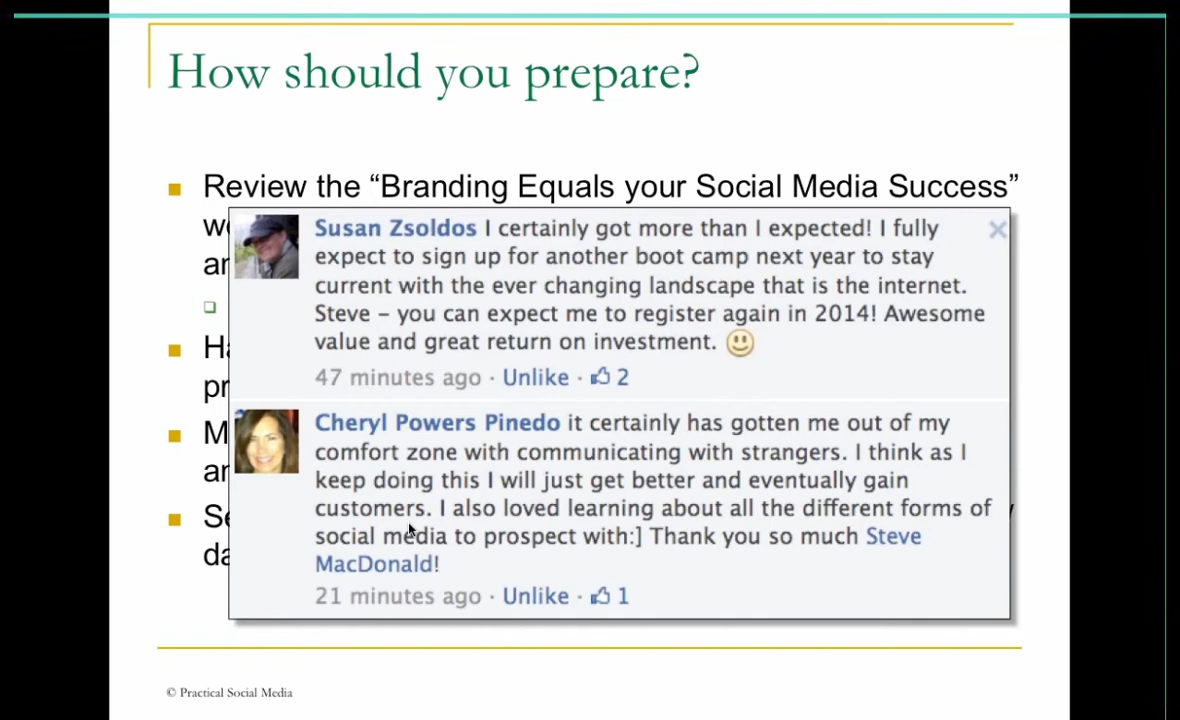 How should you prepare?
Review the “Branding Equals your Social Media Success”
Susan Zsoldos I certainly got more than I expected! I fully
expect to sign up for another boot camp next year to stay
current with the ever changing landscape that is the internet.
Steve – you can expect me to register again in 2014! Awesome
value and great return on investment.
47 minutes ago · Unlike · 2
Cheryl Powers Pinedo it certainly has gotten me out of my
comfort zone with communicating with strangers. I think as I
keep doing this I will just get better and eventually gain
customers. I also loved learning about all the different forms of
social media to prospect with:] Thank you so much Steve
MacDonald!
21 minutes ago · Unlike · 1
© Practical Social Media